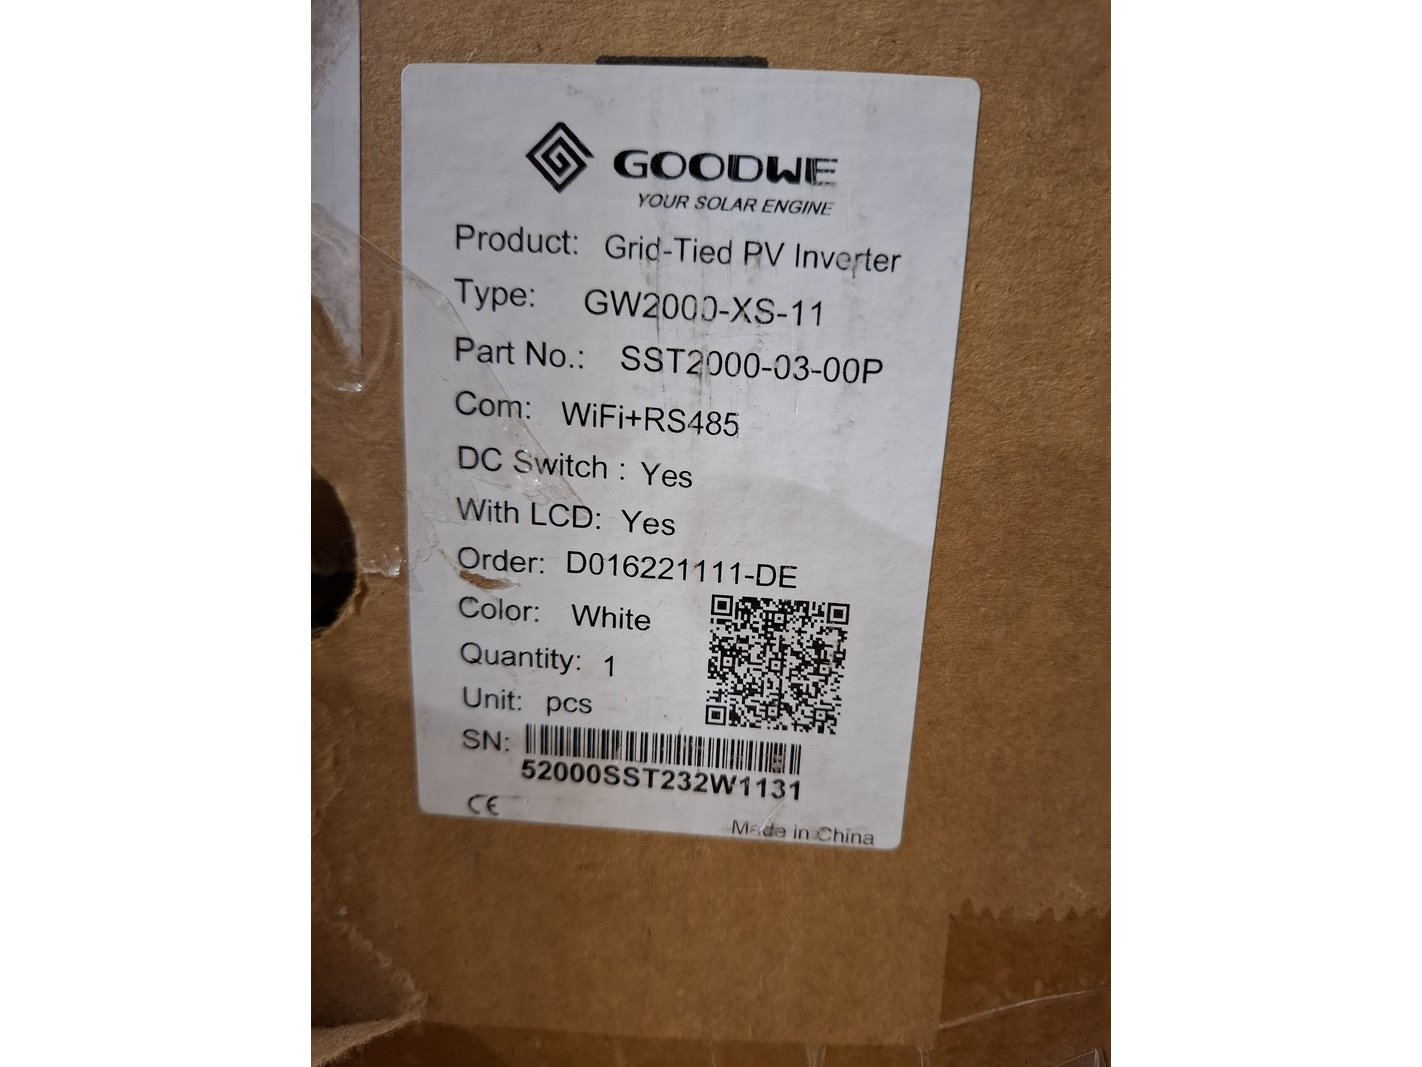 GOODWE
YOUR SOLAR ENGINE
Product: Grid-Tied PV Inverter
Type: GW2000-XS-11
Part No.: SST2000-03-00P
Com: WiFi+RS485
DC Switch : Yes
With LCD: Yes
Order: D016221111-DE
Color: White
Quantity: 1
Unit: pcs
SN:
52000SST232W1131
CE
Made in China